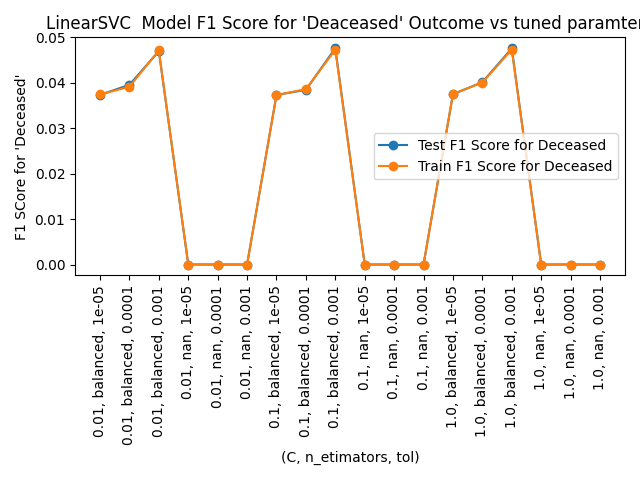 LinearSVC  Model F1 Score for 'Deaceased' Outcome vs tuned paramter
F1 SCore for 'Deceased'
0.05
0.04
0.03
0.02
0.01
0.00
Test F1 Score for Deceased
Train F1 Score for Deceased
0.01, balanced, 1e-05
0.01, balanced, 0.0001
0.01, balanced, 0.001
0.01, nan, 1e-05
0.01, nan, 0.0001
0.01, nan, 0.001
0.1, balanced, 1e-05
0.1, balanced, 0.0001
0.1, balanced, 0.001
0.1, nan, 1e-05
0.1, nan, 0.0001
0.1, nan, 0.001
1.0, balanced, 1e-05
1.0, balanced, 0.0001
1.0, balanced, 0.001
1.0, nan, 1e-05
1.0, nan, 0.0001
1.0, nan, 0.001
(C, n_etimators, tol)